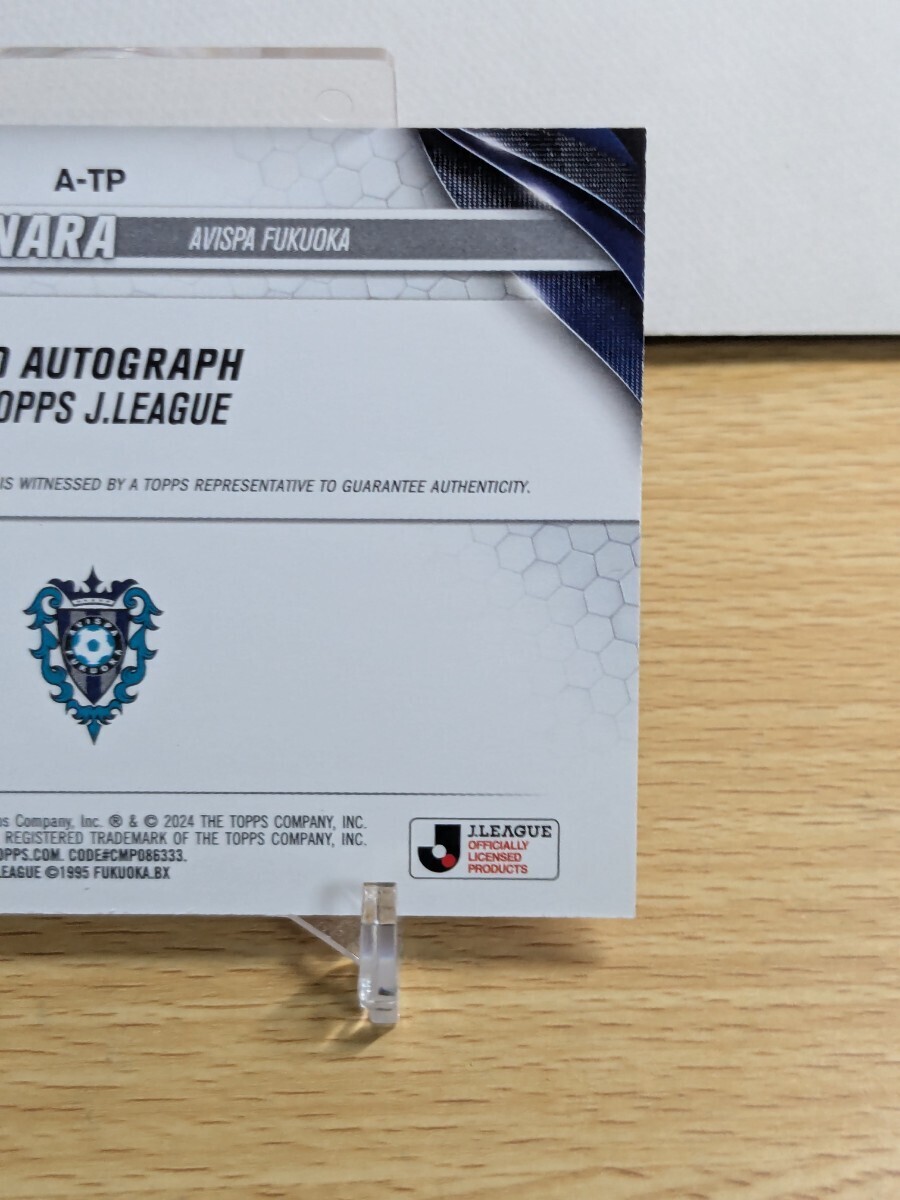 A-TP
NARA AVISPA FUKUOKA
AUTOGRAPH
OPPS J.LEAGUE
IS WITNESSED BY A TOPPS REPRESENTATIVE TO GUARANTEE AUTHENTICITY.
AVISPA
FUKUOKA
s Company, Inc. ® & © 2024 THE TOPPS COMPANY, INC.
REGISTERED TRADEMARK OF THE TOPPS COMPANY, INC.
OPPS.COM. CODE#CMP086333.
LEAGUE ©1995 FUKUOKA.BX
J.LEAGUE
OFFICIALLY
LICENSED
PRODUCTS